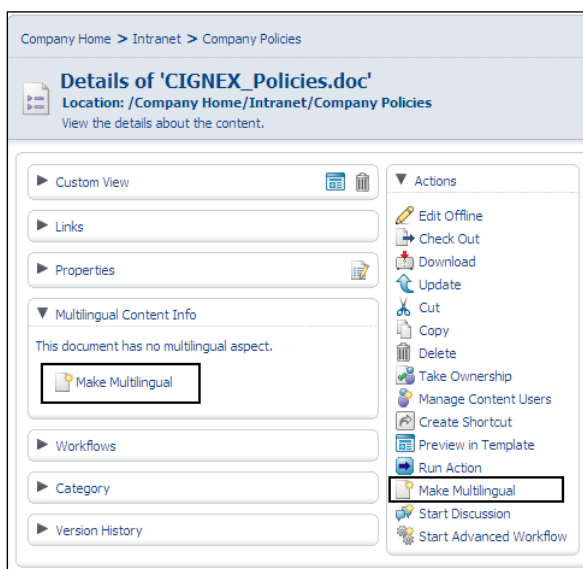 Company Home > Intranet > Company Policies
Details of 'CIGNEX_Policies.doc'
Location: /Company Home/Intranet/Company Policies
View the details about the content.
Custom View
Links
Properties
Multilingual Content Info
This document has no multilingual aspect.
Make Multilingual
Workflows
Category
Version History
Actions
Edit Offline
Check Out
Download
Update
Cut
Copy
Delete
Take Ownership
Manage Content Users
Create Shortcut
Preview in Template
Run Action
Make Multilingual
Start Discussion
Start Advanced Workflow